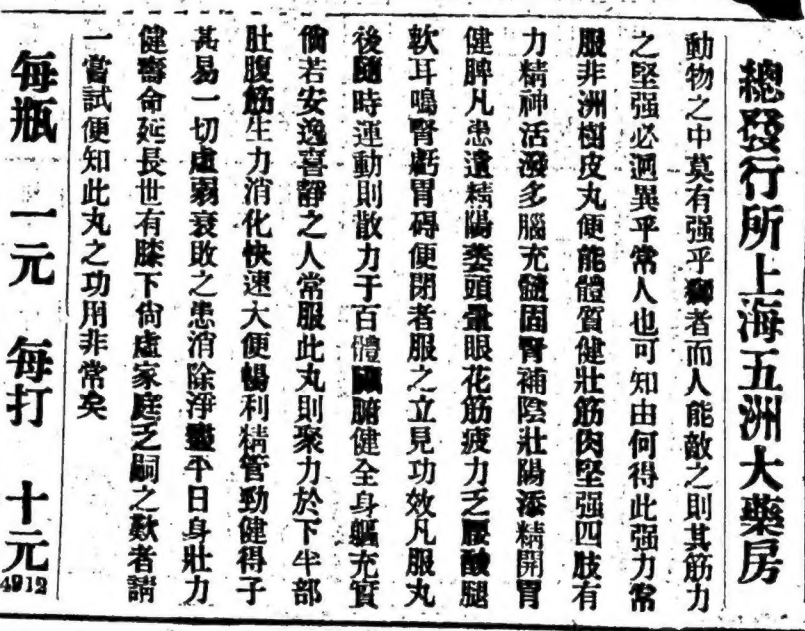 總發行所上海五洲大藥房
動物之中莫有强乎獅者而人能敵之則其筋力
之堅强必迥異乎常人也可知由何得此强力常
服非洲樹皮丸便能體質健壯筋肉堅强四肢有
力精神活潑多腦充髓固腎補陰壯陽添精開胃
健脾凡患遺精陽萎頭暈眼花筋疲力乏腰酸腿
軟耳鳴腎虧胃碍便閉者服之立見功效凡服丸
後隨時運動則散力于百體臟腑健全身軀充實
倘若安逸喜靜之人常服此丸則聚力於下半部
肚腹筋生力消化快速大便暢利精管勁健得子
甚易一切虛弱衰敗之患消除淨盡平日身壯力
健壽命延長世有膝下尙虛家庭乏嗣之歎者請
一嘗試便知此丸之功用非常矣
每瓶 一元 每打 十元
4912